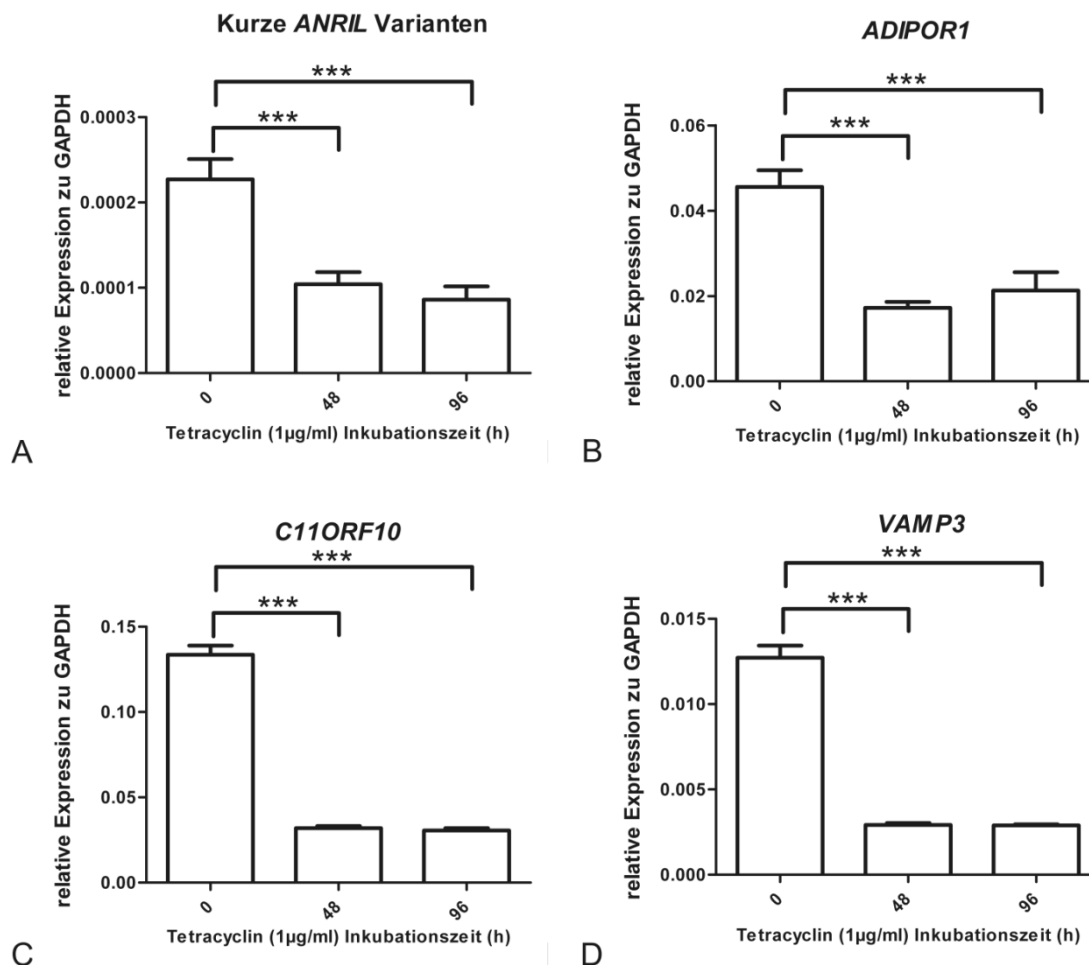 Kurze ANRIL Varianten
***
***
relative Expression zu GAPDH
0.0003
0.0002
0.0001
0.0000
0
48
96
Tetracyclin (1µg/ml) Inkubationszeit (h)
A
ADIPOR1
***
***
relative Expression zu GAPDH
0.06
0.04
0.02
0.00
0
48
96
Tetracyclin (1µg/ml) Inkubationszeit (h)
B
C11ORF10
***
***
relative Expression zu GAPDH
0.15
0.10
0.05
0.00
0
48
96
Tetracyclin (1µg/ml) Inkubationszeit (h)
C
VAMP3
***
***
relative Expression zu GAPDH
0.015
0.010
0.005
0.000
0
48
96
Tetracyclin (1µg/ml) Inkubationszeit (h)
D